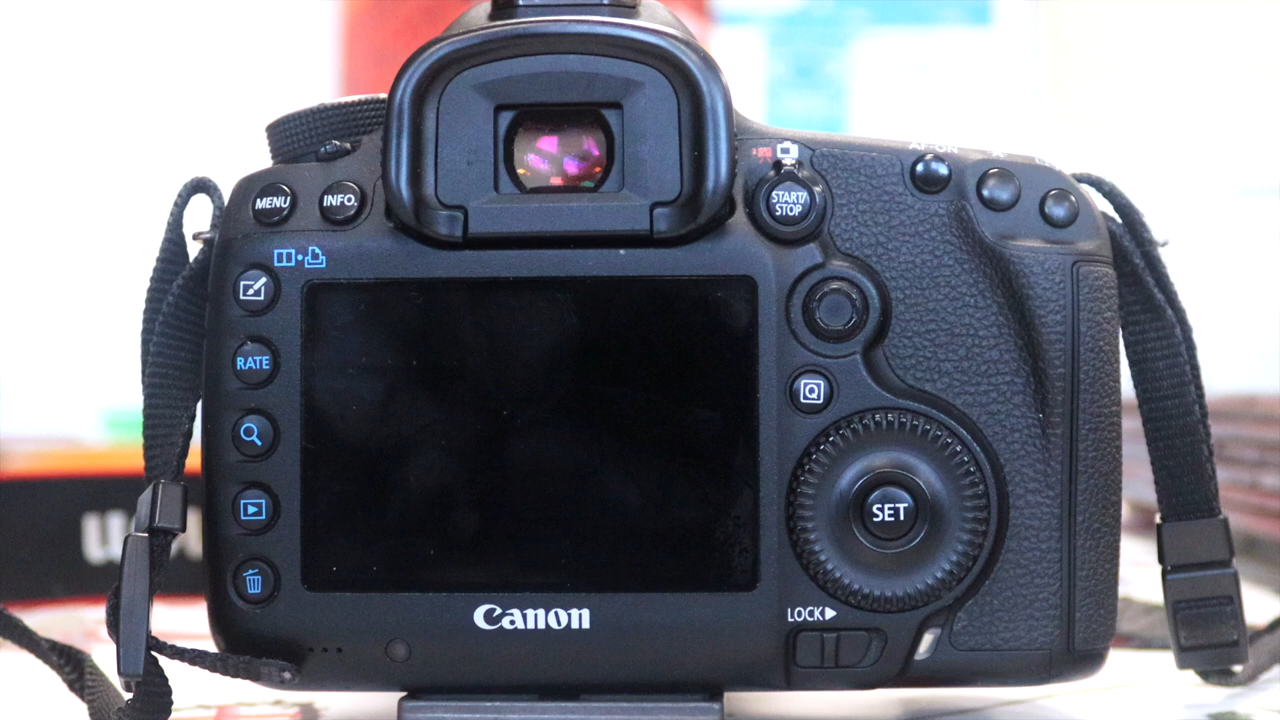 MENU
INFO.
START/
STOP
AF-ON
RATE
Q
SET
Canon
LOCK